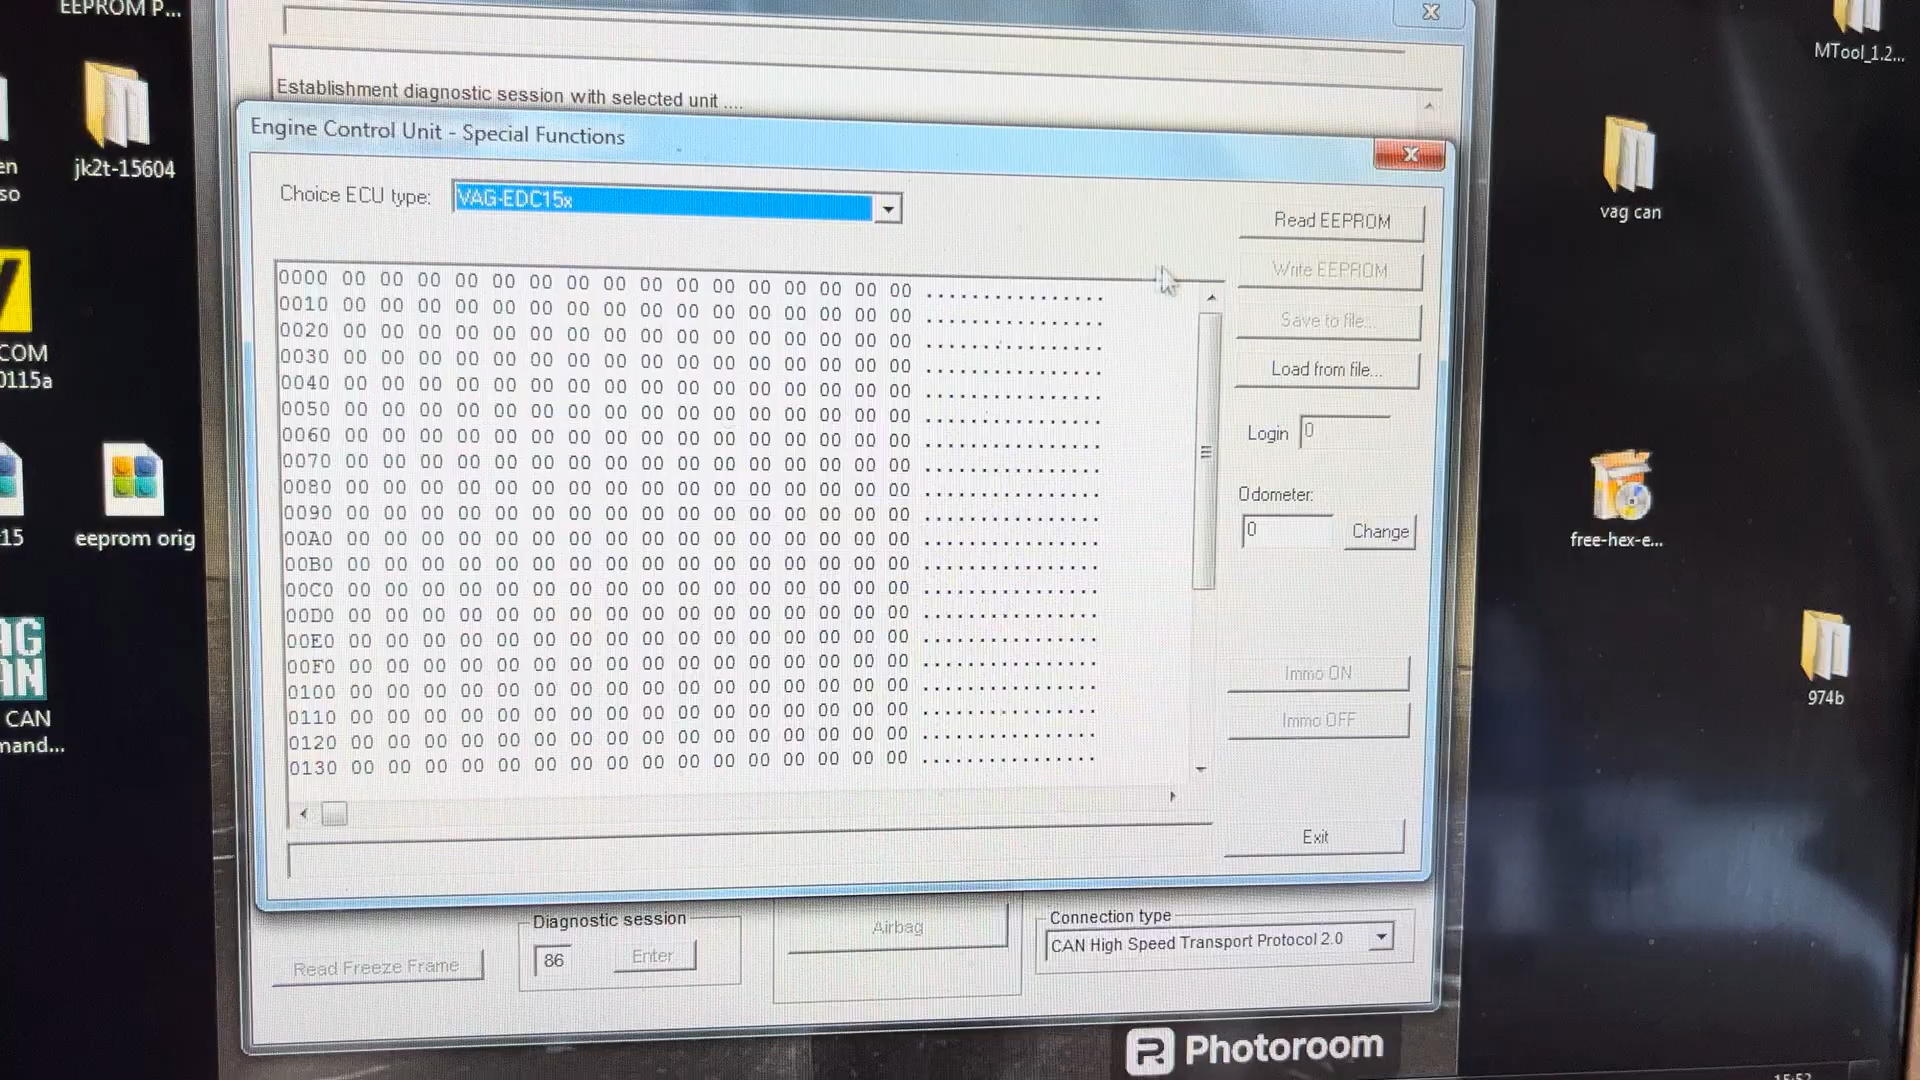 EEPROM P...
MTool_1.2...
Establishment diagnostic session with selected unit ....
Engine Control Unit - Special Functions
jk2t-15604
Choice ECU type: VAG-EDC15x
vag can
Read EEPROM
Write EEPROM
Save to file...
Load from file...
Login 0
Odometer:
0 Change
Immo ON
Immo OFF
Exit
0000 00 00 00 00 00 00 00 00 00 00 00 00 00 00 00 00 ................
0010 00 00 00 00 00 00 00 00 00 00 00 00 00 00 00 00 ................
0020 00 00 00 00 00 00 00 00 00 00 00 00 00 00 00 00 ................
0030 00 00 00 00 00 00 00 00 00 00 00 00 00 00 00 00 ................
0040 00 00 00 00 00 00 00 00 00 00 00 00 00 00 00 00 ................
0050 00 00 00 00 00 00 00 00 00 00 00 00 00 00 00 00 ................
0060 00 00 00 00 00 00 00 00 00 00 00 00 00 00 00 00 ................
0070 00 00 00 00 00 00 00 00 00 00 00 00 00 00 00 00 ................
0080 00 00 00 00 00 00 00 00 00 00 00 00 00 00 00 00 ................
0090 00 00 00 00 00 00 00 00 00 00 00 00 00 00 00 00 ................
00A0 00 00 00 00 00 00 00 00 00 00 00 00 00 00 00 00 ................
00B0 00 00 00 00 00 00 00 00 00 00 00 00 00 00 00 00 ................
00C0 00 00 00 00 00 00 00 00 00 00 00 00 00 00 00 00 ................
00D0 00 00 00 00 00 00 00 00 00 00 00 00 00 00 00 00 ................
00E0 00 00 00 00 00 00 00 00 00 00 00 00 00 00 00 00 ................
00F0 00 00 00 00 00 00 00 00 00 00 00 00 00 00 00 00 ................
0100 00 00 00 00 00 00 00 00 00 00 00 00 00 00 00 00 ................
0110 00 00 00 00 00 00 00 00 00 00 00 00 00 00 00 00 ................
0120 00 00 00 00 00 00 00 00 00 00 00 00 00 00 00 00 ................
0130 00 00 00 00 00 00 00 00 00 00 00 00 00 00 00 00 ................
en
so
COM
0115a
15
eeprom orig
free-hex-e...
AG
AN
CAN
mand...
974b
Read Freeze Frame
Diagnostic session
86 Enter
Airbag
Connection type
CAN High Speed Transport Protocol 2.0
Photoroom